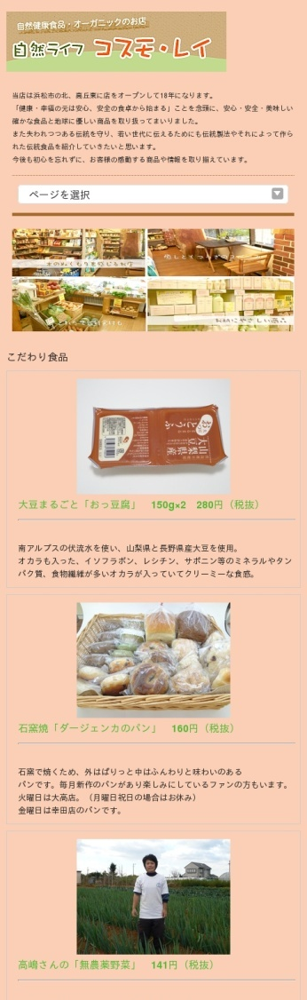 自然健康食品・オーガニックのお店
自然ライフ コスモ・レイ
当店は浜松市の北、高丘東に店をオープンして18年になります。
「健康・幸福の元は安心、安全の食卓から始まる」ことを念頭に、安心・安全・美味しい
確かな食品と地球に優しい商品を取り扱ってまいりました。
また失われつつある伝統を守り、若い世代に伝えるためにも伝統製法やそれによって作ら
れた伝統食品を紹介していきたいと思います。
今後も初心を忘れずに、お客様の感動する商品や情報を取り揃えています。
ページを選択
こだわり食品
山梨県産
大豆
おっとうふ
大豆まるごと「おっ豆腐」 150g×2 280円（税抜）
南アルプスの伏流水を使い、山梨県と長野県産大豆を使用。
オカラも入った、イソフラボン、レシチン、サポニン等のミネラルやタン
パク質、食物繊維が多いオカラが入っていてクリーミーな食感。
石窯焼「ダージェンカのパン」 160円（税抜）
石窯で焼くため、外はぱりっと中はふんわりと味わいのある
パンです。毎月新作のパンがあり楽しみにしているファンの方もいます。
火曜日は大高店。（月曜日祝日の場合はお休み）
金曜日は幸田店のパンです。
高嶋さんの「無農薬野菜」 141円（税抜）